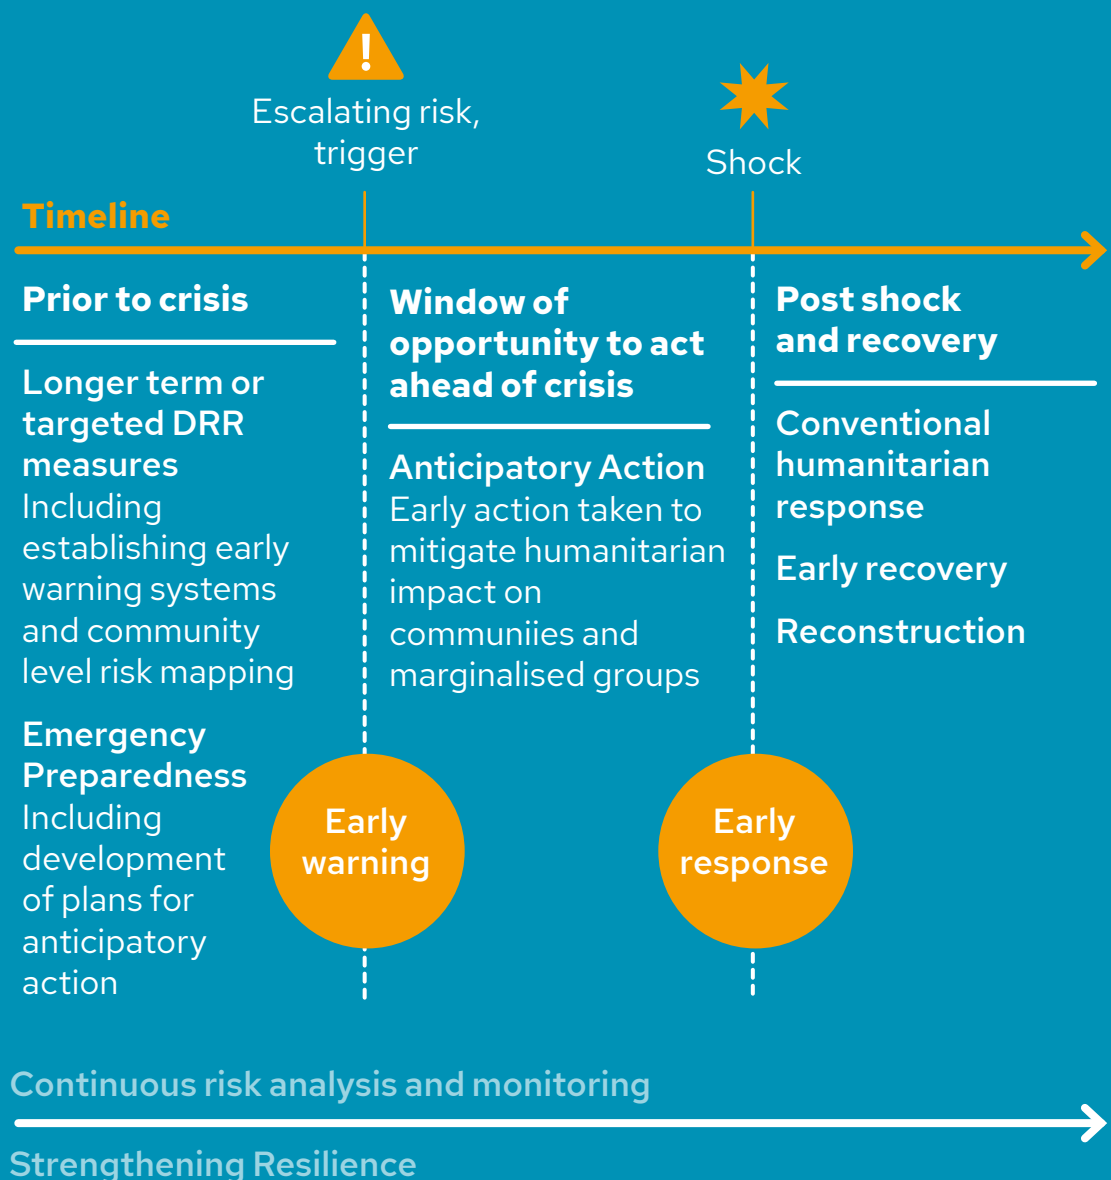 !
Escalating risk,
trigger
Shock
Timeline
Prior to crisis
Longer term or
targeted DRR
measures
Including
establishing early
warning systems
and community
level risk mapping
Emergency
Preparedness
Including
development
of plans for
anticipatory
action
Window of
opportunity to act
ahead of crisis
Anticipatory Action
Early action taken to
mitigate humanitarian
impact on
communiies and
marginalised groups
Post shock
and recovery
Conventional
humanitarian
response
Early recovery
Reconstruction
Early
warning
Early
response
Continuous risk analysis and monitoring
Strengthening Resilience